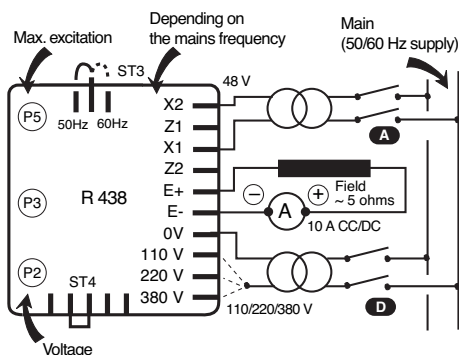 Max. excitation
Depending on
the mains frequency
Main
(50/60 Hz supply)
ST3
48 V
P5
50Hz
60Hz
X2
Z1
X1
A
Z2
P3
R 438
E+
Field
~ 5 ohms
E-
A
10 A CC/DC
0V
P2
ST4
110 V
220 V
380 V
110/220/380 V
D
Voltage